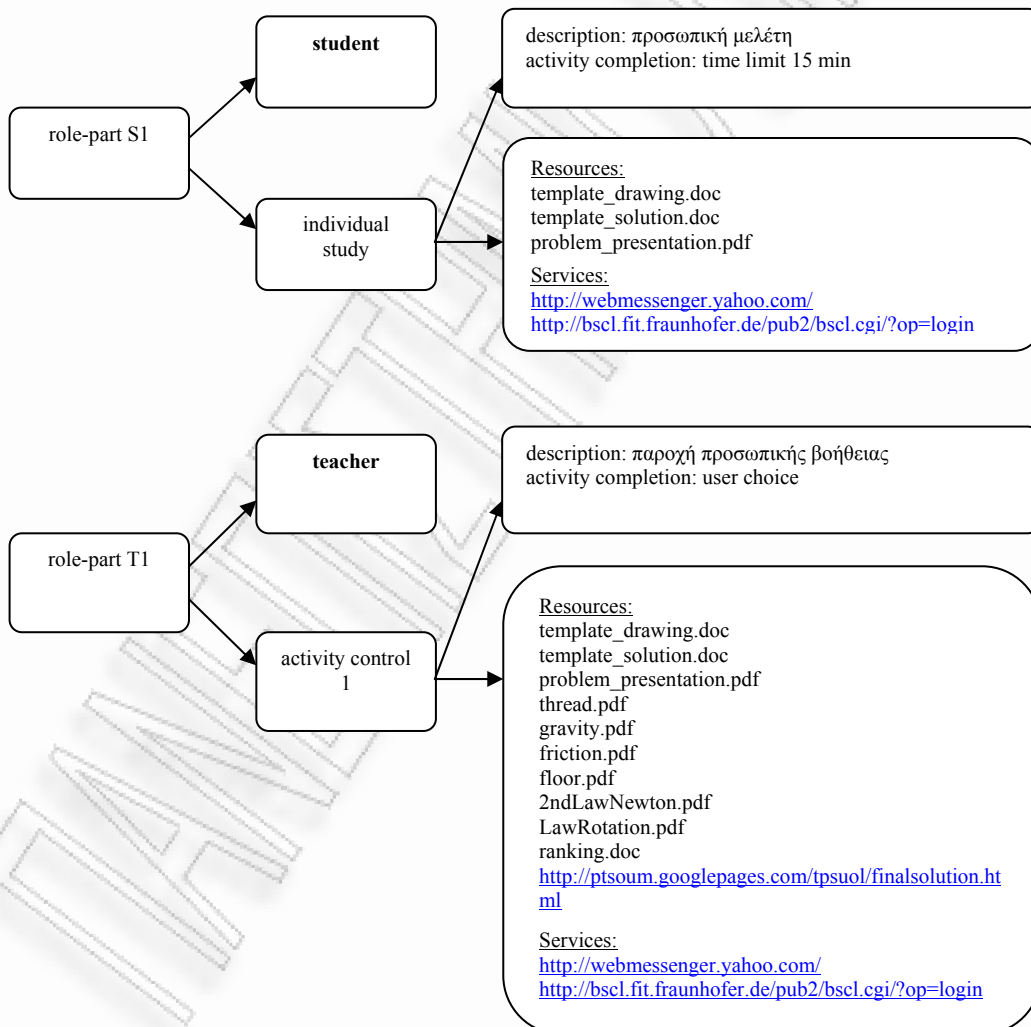 student
description: προσωπική μελέτη
activity completion: time limit 15 min
role-part S1
individual
study
Resources:
template_drawing.doc
template_solution.doc
problem_presentation.pdf
Services:
http://webmessenger.yahoo.com/
http://bscl.fit.fraunhofer.de/pub2/bscl.cgi/?op=login
teacher
description: παροχή προσωπικής βοήθειας
activity completion: user choice
role-part T1
activity control
1
Resources:
template_drawing.doc
template_solution.doc
problem_presentation.pdf
thread.pdf
gravity.pdf
friction.pdf
floor.pdf
2ndLawNewton.pdf
LawRotation.pdf
ranking.doc
http://ptsoum.googlepages.com/tpsuol/finalsolution.ht
ml
Services:
http://webmessenger.yahoo.com/
http://bscl.fit.fraunhofer.de/pub2/bscl.cgi/?op=login